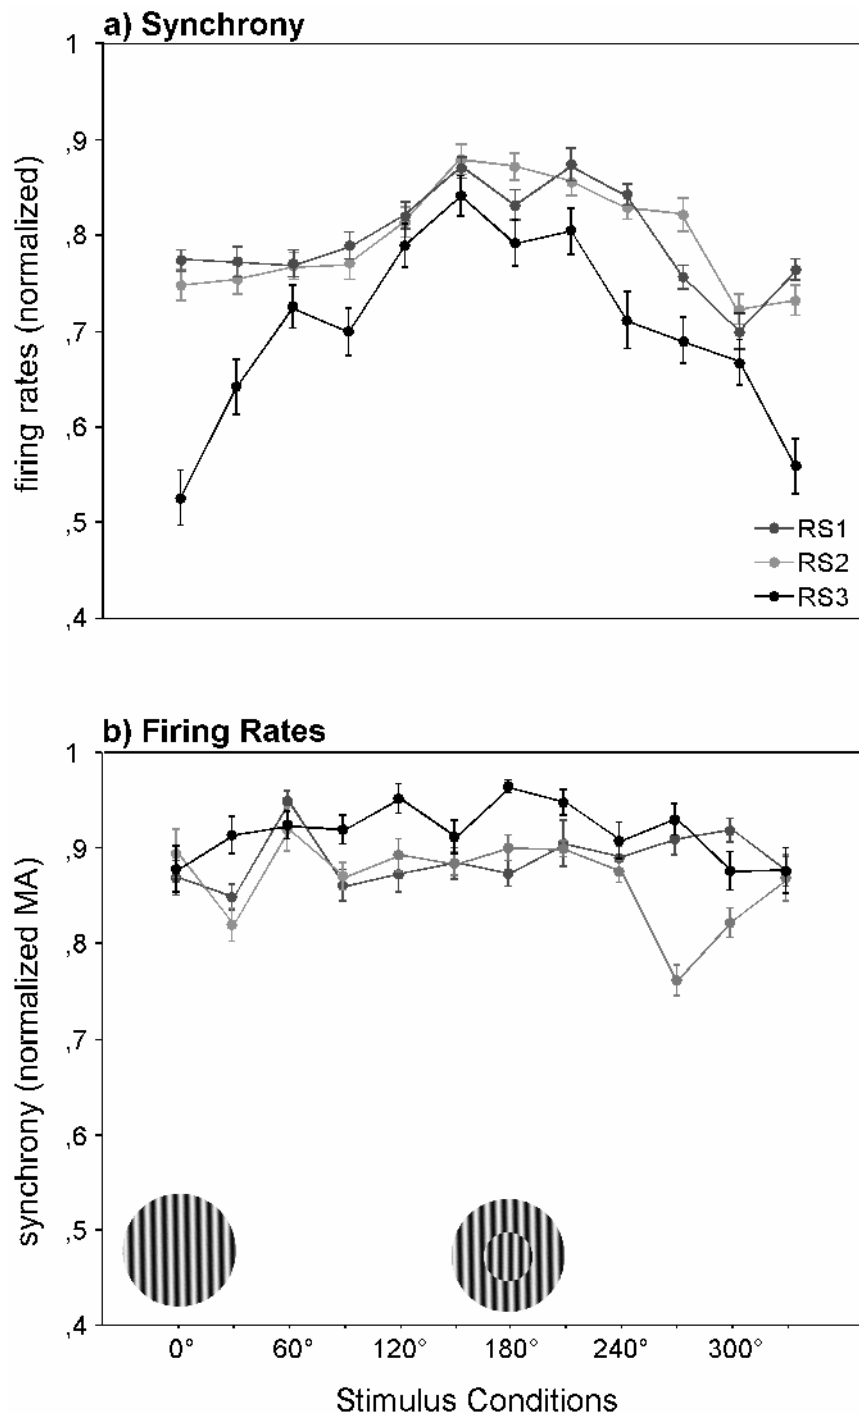 a) Synchrony
1
,9
,8
,7
,6
,5
,4
firing rates (normalized)
RS1
RS2
RS3
b) Firing Rates
1
,9
,8
,7
,6
,5
,4
synchrony (normalized MA)
0° 60° 120° 180° 240° 300°
Stimulus Conditions